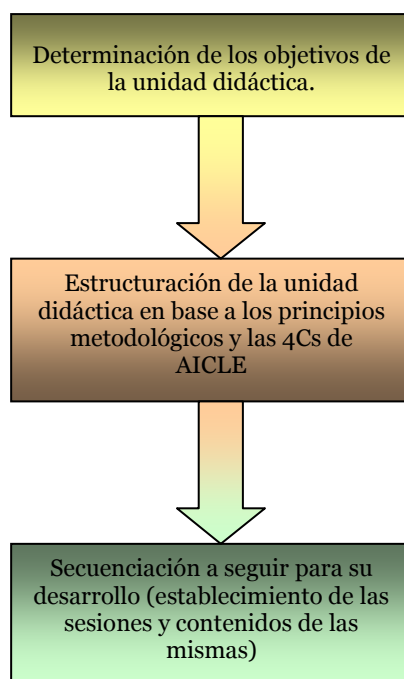 Determinación de los objetivos de
la unidad didáctica.
Estructuración de la unidad
didáctica en base a los principios
metodológicos y las 4Cs de
AICLE
Secuenciación a seguir para su
desarrollo (establecimiento de las
sesiones y contenidos de las
mismas)